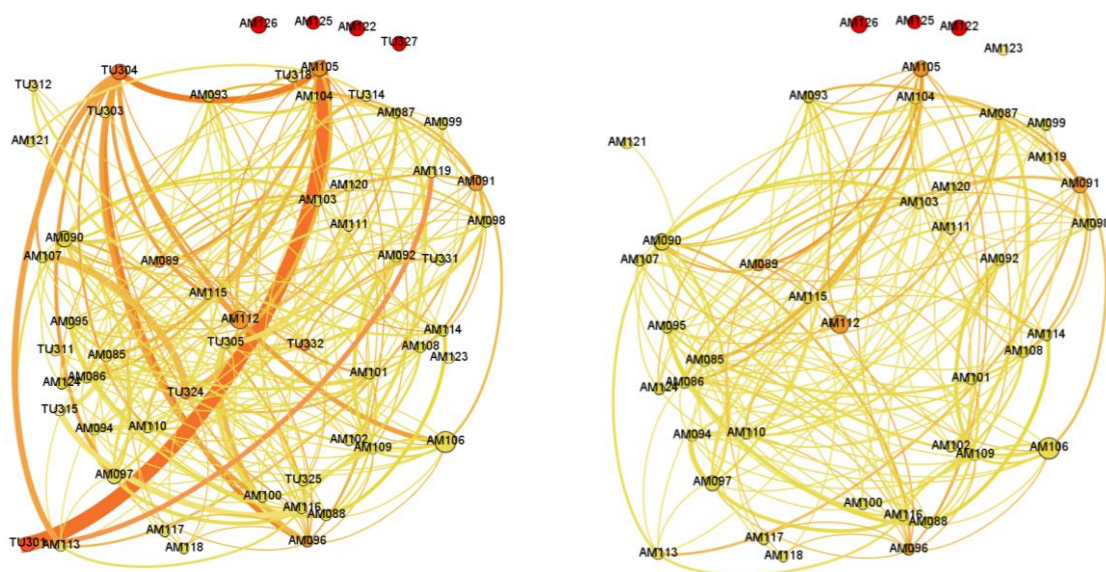 AM126
AM125
AM122
TU327
TU304
AM105
TU318
TU312
AM093
AM104
TU314
TU303
AM087
AM099
AM121
AM119
AM120
AM091
AM103
AM111
AM098
AM090
AM107
AM089
AM092
TU331
AM115
AM112
AM095
AM114
TU311
AM085
TU305
TU332
AM108
AM123
AM124
AM086
AM101
TU324
TU315
AM094
AM110
AM102
AM109
AM106
AM097
TU325
AM100
AM116
AM088
AM117
TU301
AM113
AM118
AM096
AM126
AM125
AM122
AM123
AM105
AM093
AM104
AM087
AM099
AM121
AM119
AM120
AM091
AM103
AM111
AM098
AM090
AM107
AM089
AM092
AM115
AM112
AM095
AM114
AM085
AM108
AM124
AM086
AM101
AM094
AM110
AM102
AM109
AM106
AM097
AM100
AM116
AM088
AM117
AM113
AM118
AM096